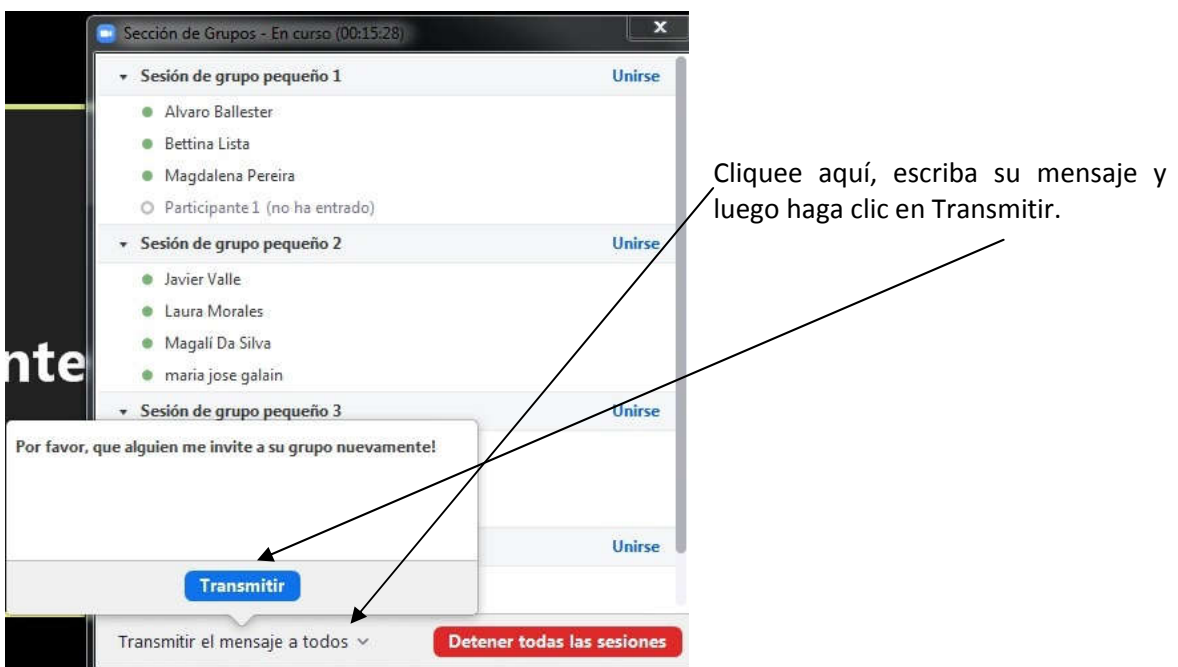 Sección de Grupos - En curso (00:15:28)
x
Sesión de grupo pequeño 1 Unirse
Alvaro Ballester
Bettina Lista
Magdalena Pereira
Participante 1 (no ha entrado)
Sesión de grupo pequeño 2 Unirse
Javier Valle
Laura Morales
Magalí Da Silva
maria jose galain
Sesión de grupo pequeño 3 Unirse
nte
Por favor, que alguien me invite a su grupo nuevamente!
Unirse
Transmitir
Transmitir el mensaje a todos
Detener todas las sesiones
Cliquee aquí, escriba su mensaje y
luego haga clic en Transmitir.